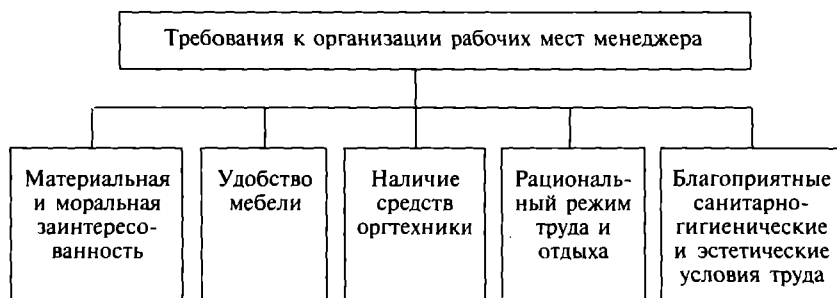 Требования к организации рабочих мест менеджера
Материальная
и моральная
заинтересо-
ванность
Удобство
мебели
Наличие
средств
оргтехники
Рациональ-
ный режим
труда и
отдыха
Благоприятные
санитарно-
гигиенические
и эстетические
условия труда